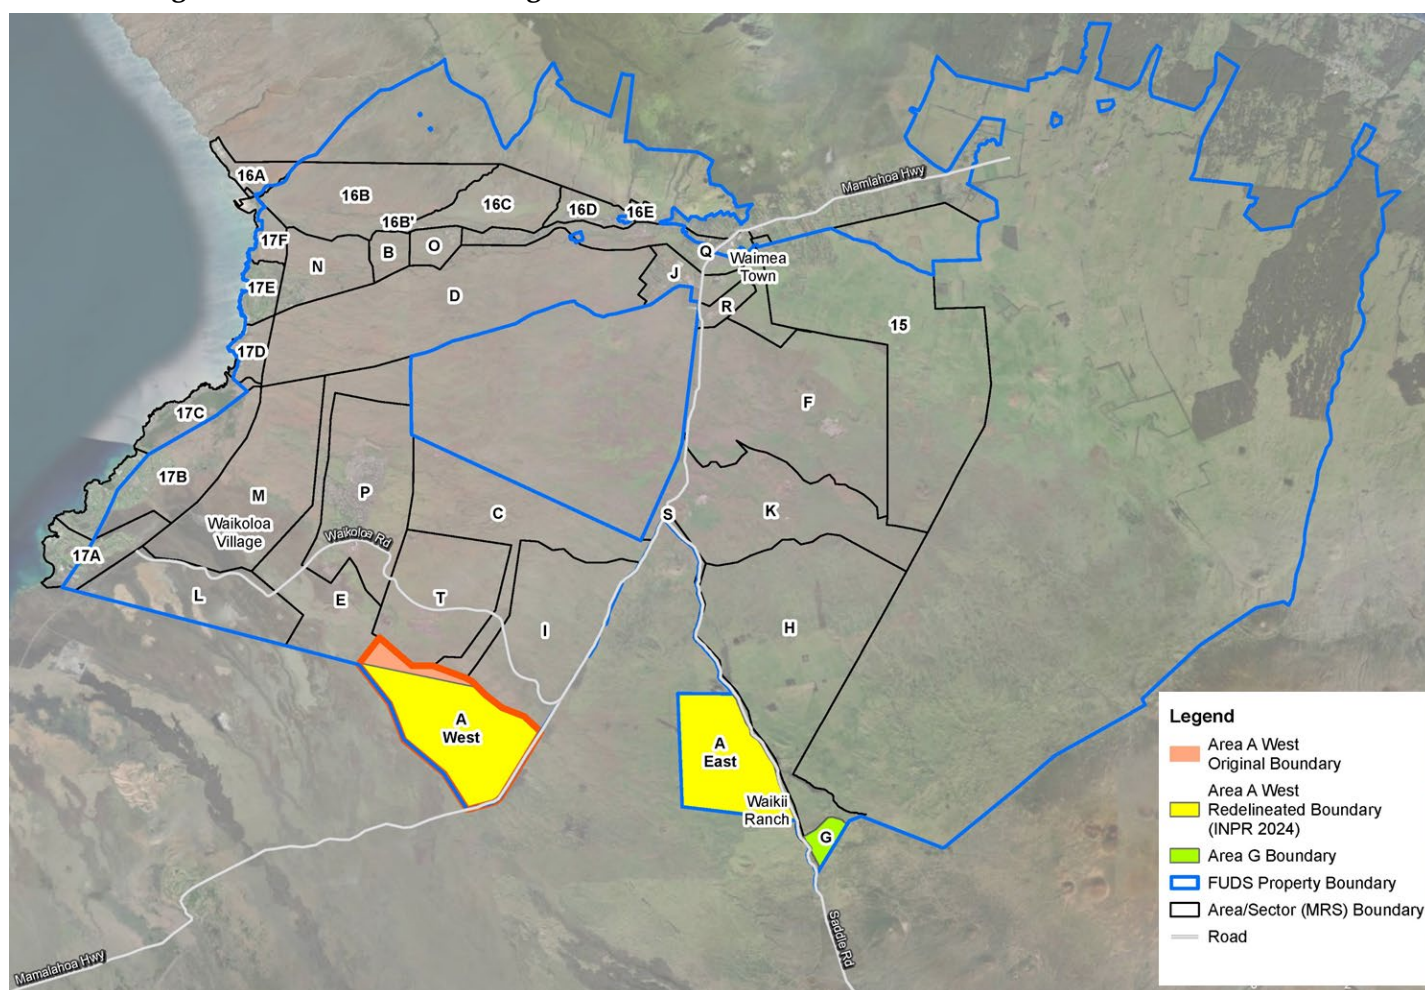 16A
16B
16B'
16C
16D
16E
Mamlahoa Hwy
17F
N
B
O
Q
Waimea
Town
J
17E
D
R
15
17D
17C
F
17B
M
P
C
S
K
Waikoloa
Village
Waikoloa Rd
17A
L
E
T
I
H
A
West
A
East
Waikii
Ranch
G
Mamalahoa Hwy
Saddle Rd
Legend
Area A West
Original Boundary
Area A West
Redelineated Boundary
(INPR 2024)
Area G Boundary
FUDS Property Boundary
Area/Sector (MRS) Boundary
Road